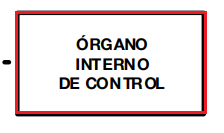 ÓRGANO
INTERNO
DE CONTROL